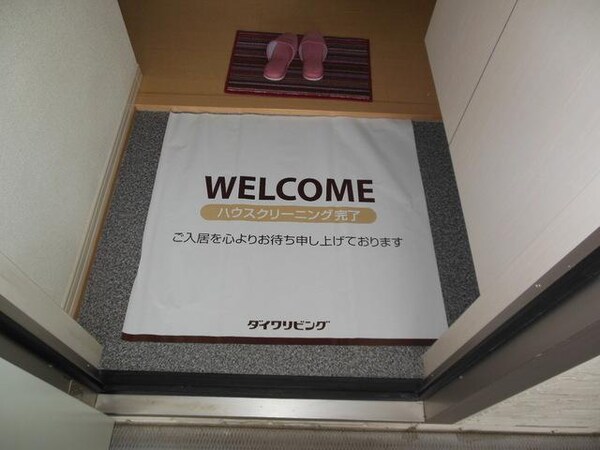 WELCOME
ハウスクリーニング完了
ご入居を心よりお待ち申し上げております
ダイワリビング